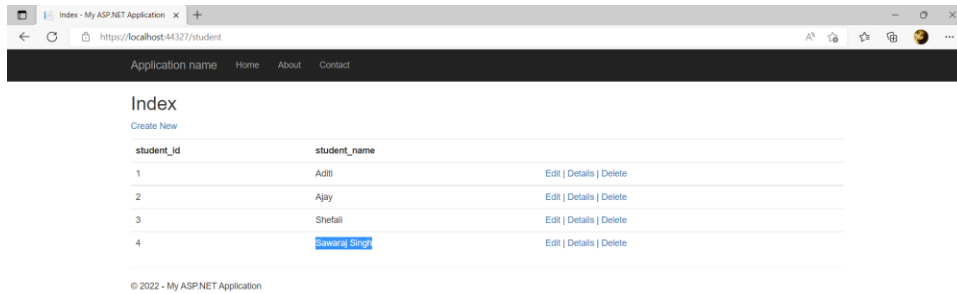 Index - My ASP.NET Application
https://localhost:44327/student
Application name Home About Contact
Index
Create New
student_id student_name
1 Aditi Edit | Details | Delete
2 Ajay Edit | Details | Delete
3 Shefali Edit | Details | Delete
4 Sawaraj Singh Edit | Details | Delete
© 2022 - My ASP.NET Application